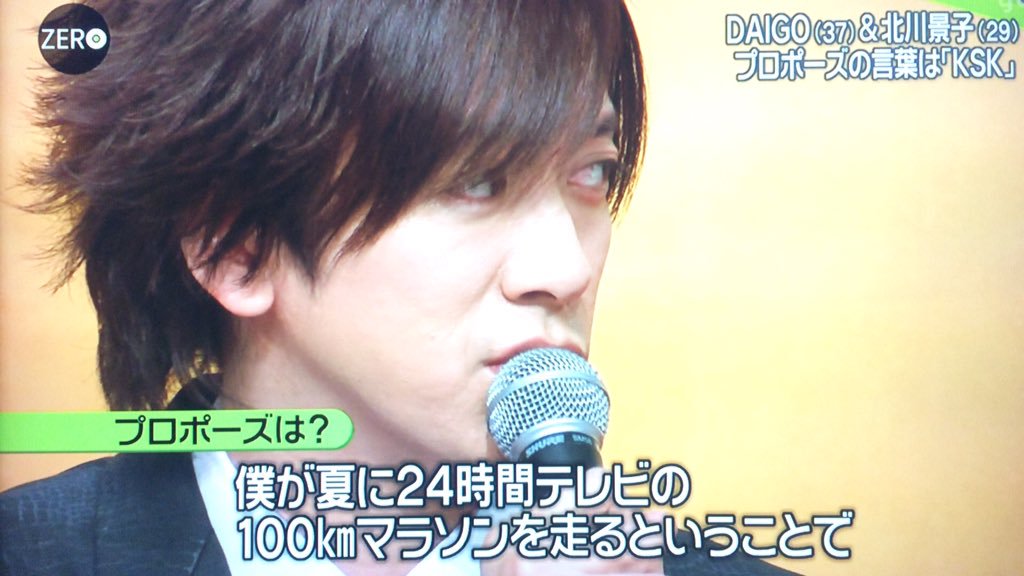 ZERO
DAIGO(37)&北川景子(29)
プロポーズの言葉は「KSK」
プロポーズは?
僕が夏に24時間テレビの
100kmマラソンを走るということで